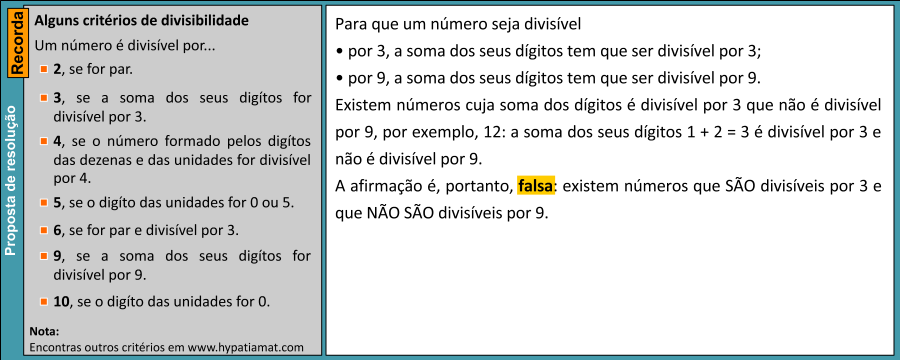 Recorda
Proposta de resolução
Alguns critérios de divisibilidade
Um número é divisível por...
2, se for par.
3, se a soma dos seus digítos for
divisível por 3.
4, se o número formado pelos digítos
das dezenas e das unidades for divisível
por 4.
5, se o digíto das unidades for 0 ou 5.
6, se for par e divisível por 3.
9, se a soma dos seus digítos for
divisível por 9.
10, se o digíto das unidades for 0.
Nota:
Encontras outros critérios em www.hypatiamat.com
Para que um número seja divisível
• por 3, a soma dos seus dígitos tem que ser divisível por 3;
• por 9, a soma dos seus dígitos tem que ser divisível por 9.
Existem números cuja soma dos dígitos é divisível por 3 que não é divisível
por 9, por exemplo, 12: a soma dos seus dígitos 1 + 2 = 3 é divisível por 3 e
não é divisível por 9.
A afirmação é, portanto, falsa: existem números que SÃO divisíveis por 3 e
que NÃO SÃO divisíveis por 9.